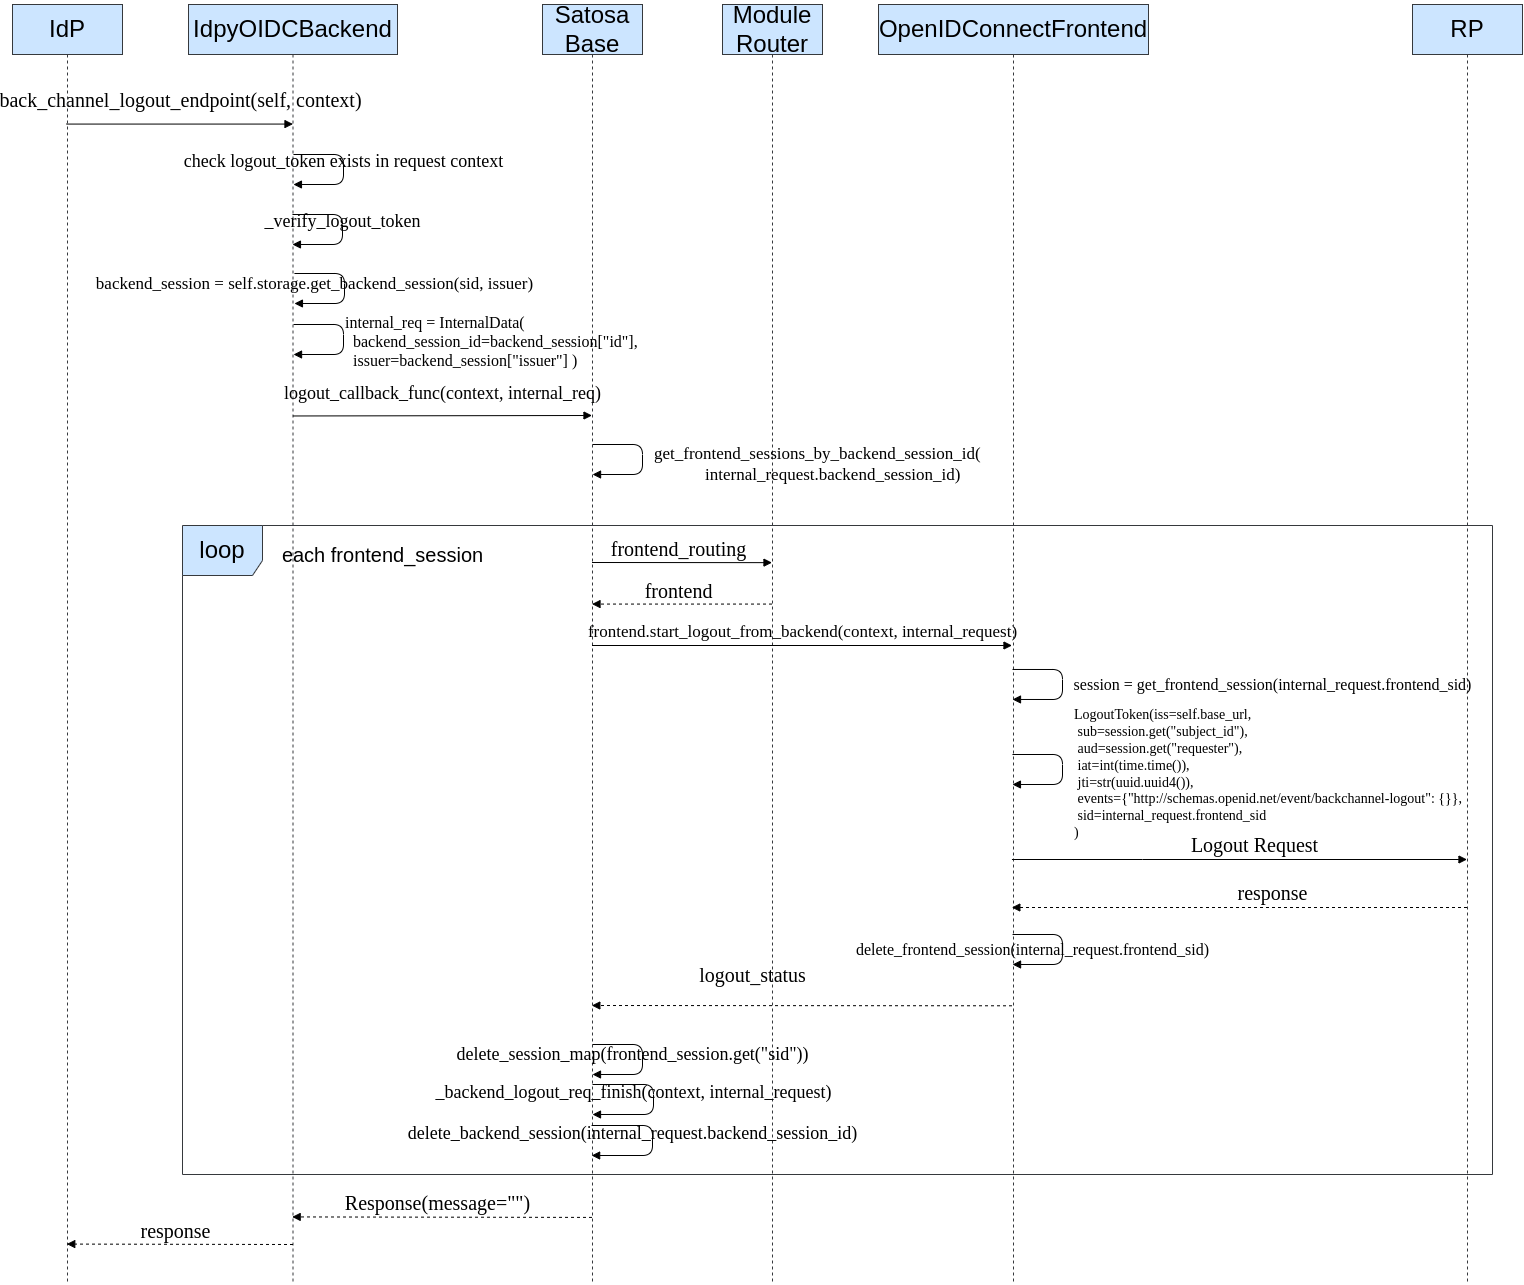 IdP
IdpyOIDCBackend
Satosa
Base
Module
Router
OpenIDConnectFrontend
RP
back_channel_logout_endpoint(self, context)
check logout_token exists in request context
_verify_logout_token
backend_session = self.storage.get_backend_session(sid, issuer)
internal_req = InternalData(
backend_session_id=backend_session["id"],
issuer=backend_session["issuer"] )
logout_callback_func(context, internal_req)
get_frontend_sessions_by_backend_session_id(
internal_request.backend_session_id)
loop
each frontend_session
frontend_routing
frontend
frontend.start_logout_from_backend(context, internal_request)
session = get_frontend_session(internal_request.frontend_sid)
LogoutToken(iss=self.base_url,
sub=session.get("subject_id"),
aud=session.get("requester"),
iat=int(time.time()),
jti=str(uuid.uuid4()),
events={"http://schemas.openid.net/event/backchannel-logout": {}},
sid=internal_request.frontend_sid
)
Logout Request
response
delete_frontend_session(internal_request.frontend_sid)
logout_status
delete_session_map(frontend_session.get("sid"))
_backend_logout_req_finish(context, internal_request)
delete_backend_session(internal_request.backend_session_id)
Response(message="")
response